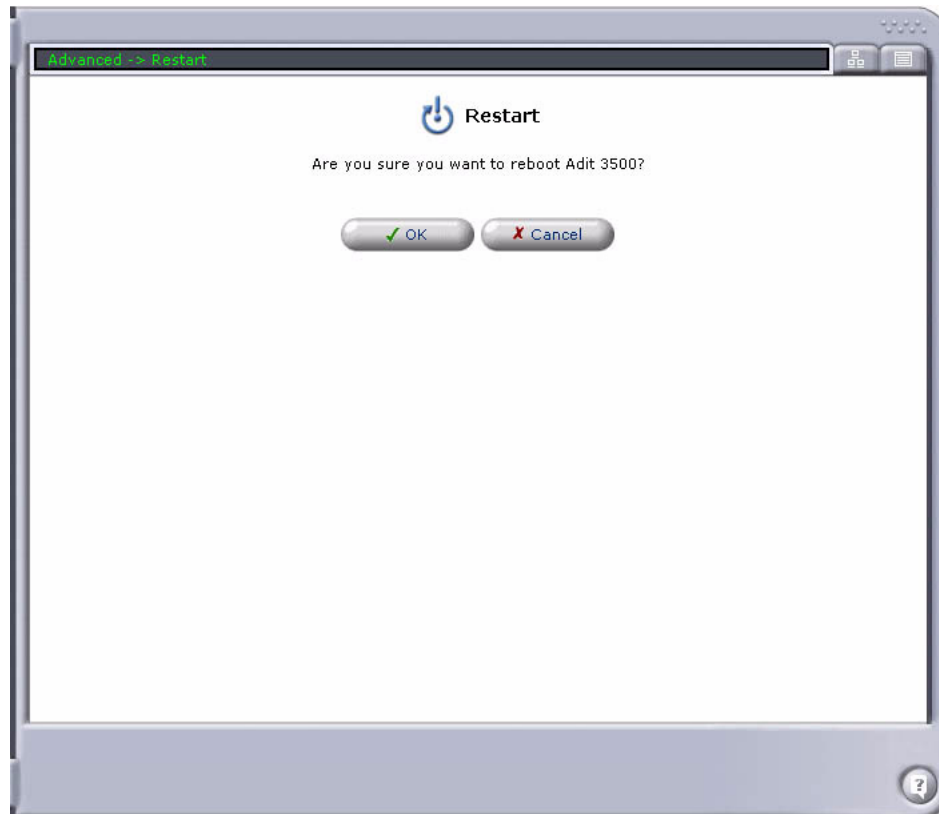 Advanced -> Restart
Restart
Are you sure you want to reboot Adit 3500?
OK
Cancel
?